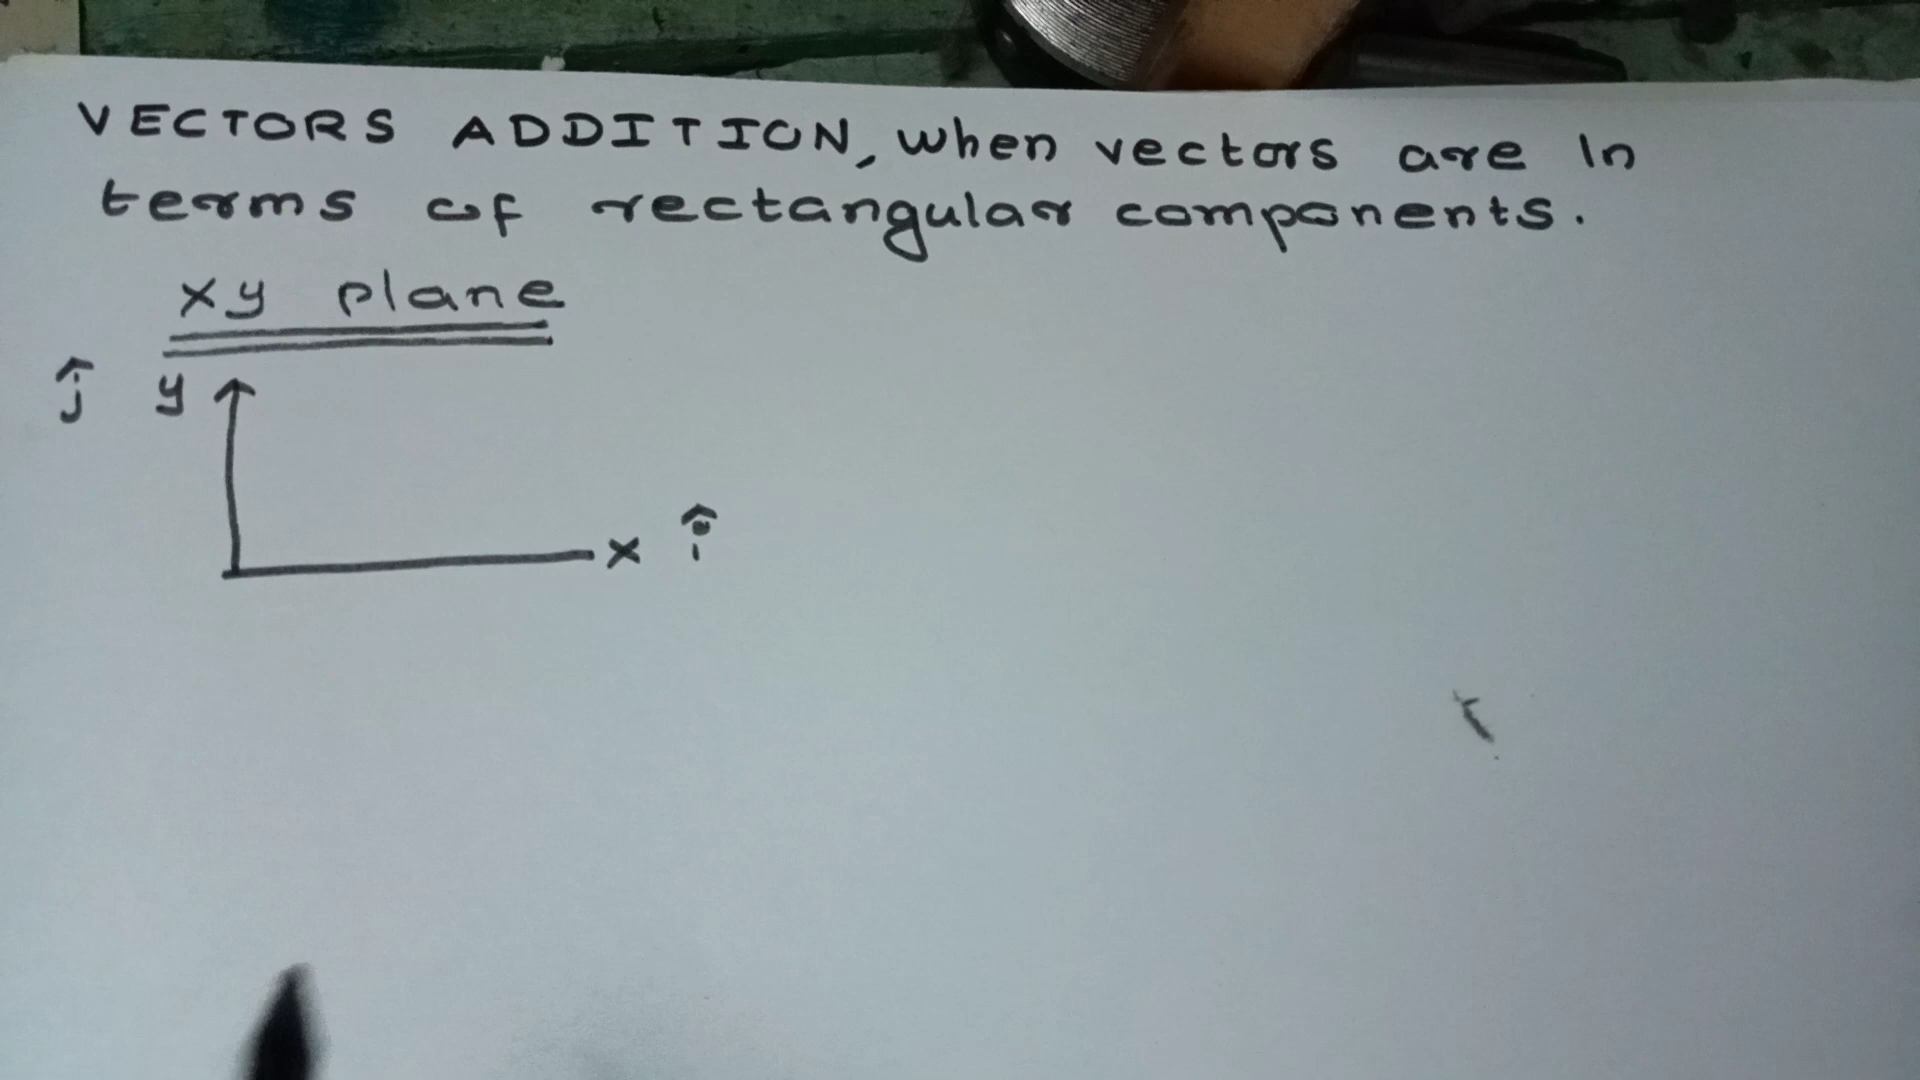 VECTORS ADDITION, when vectors are In
terms of rectangular components.
xy plane
ĵ y
x î